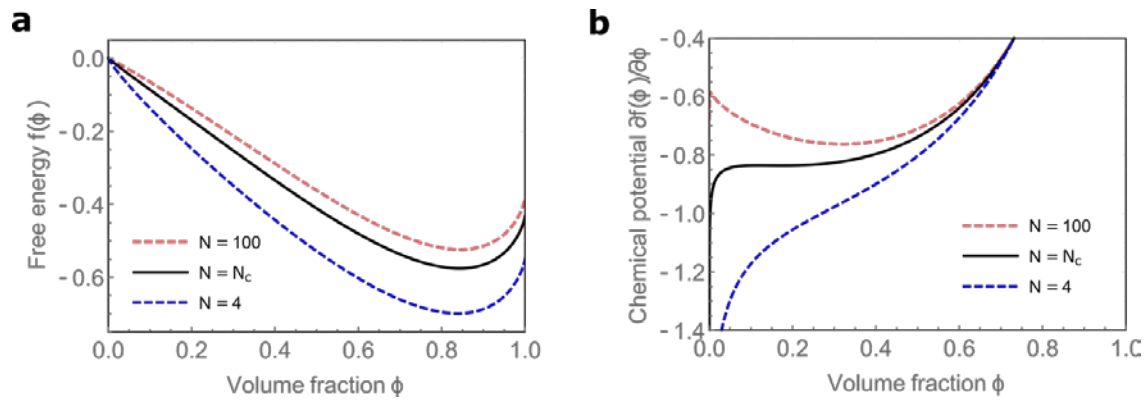 a
Free energy f(ϕ)
0.0
-0.2
-0.4
-0.6
N = 100
N = Nc
N = 4
0.0 0.2 0.4 0.6 0.8 1.0
Volume fraction ϕ
b
Chemical potential ∂f(ϕ)/∂ϕ
-0.4
-0.6
-0.8
-1.0
-1.2
-1.4
N = 100
N = Nc
N = 4
0.0 0.2 0.4 0.6 0.8 1.0
Volume fraction ϕ